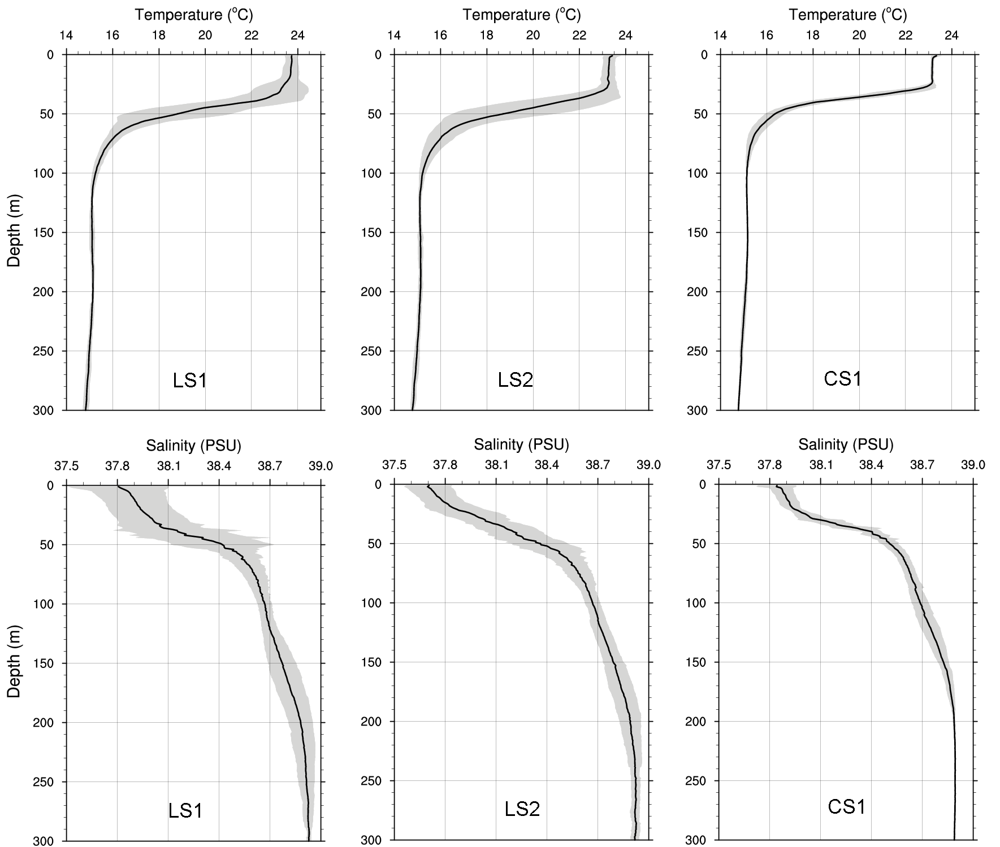 Temperature (°C) Temperature (°C) Temperature (°C)
14 16 18 20 22 24 14 16 18 20 22 24 14 16 18 20 22 24
0 0 0
50 50 50
100 100 100
Depth (m)
150 150 150
200 200 200
250 250 250
LS1 LS2 CS1
300 300 300
Salinity (PSU) Salinity (PSU) Salinity (PSU)
37.5 37.8 38.1 38.4 38.7 39.0 37.5 37.8 38.1 38.4 38.7 39.0 37.5 37.8 38.1 38.4 38.7 39.0
0 0 0
50 50 50
100 100 100
Depth (m)
150 150 150
200 200 200
250 250 250
LS1 LS2 CS1
300 300 300